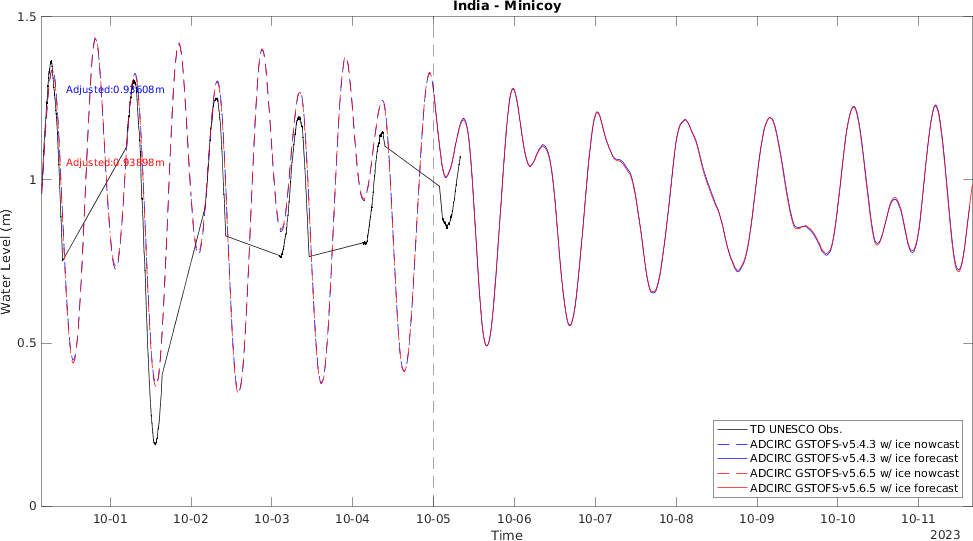 India - Minicoy
1.5
Adjusted:0.93608m
Adjusted:0.93898m
1
0.5
0
Water Level (m)
TD UNESCO Obs.
ADCIRC GSTOFS-v5.4.3 w/ ice nowcast
ADCIRC GSTOFS-v5.4.3 w/ ice forecast
ADCIRC GSTOFS-v5.6.5 w/ ice nowcast
ADCIRC GSTOFS-v5.6.5 w/ ice forecast
10-01 10-02 10-03 10-04 10-05 10-06 10-07 10-08 10-09 10-10 10-11
Time
2023